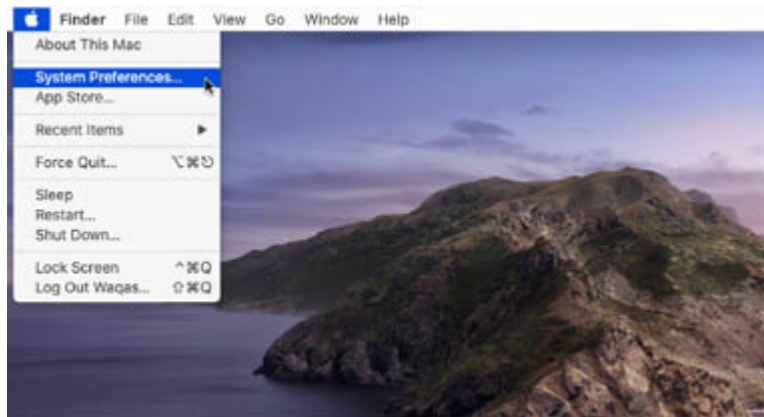 Finder File Edit View Go Window Help
About This Mac
System Preferences...
App Store...
Recent Items
Force Quit... ⌥⌘⎋
Sleep
Restart...
Shut Down...
Lock Screen ^⌘Q
Log Out Waqas... ⇧⌘Q